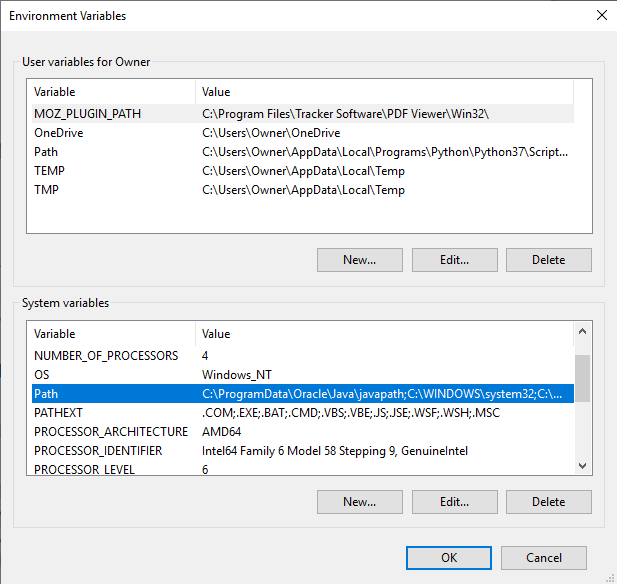 Environment Variables
User variables for Owner
Variable Value
MOZ_PLUGIN_PATH C:\Program Files\Tracker Software\PDF Viewer\Win32\
OneDrive C:\Users\Owner\OneDrive
Path C:\Users\Owner\AppData\Local\Programs\Python\Python37\Script...
TEMP C:\Users\Owner\AppData\Local\Temp
TMP C:\Users\Owner\AppData\Local\Temp
New... Edit... Delete
System variables
Variable Value
NUMBER_OF_PROCESSORS 4
OS Windows_NT
Path C:\ProgramData\Oracle\Java\javapath;C:\WINDOWS\system32;C:\...
PATHEXT .COM;.EXE;.BAT;.CMD;.VBS;.VBE;.JS;.JSE;.WSF;.WSH;.MSC
PROCESSOR_ARCHITECTURE AMD64
PROCESSOR_IDENTIFIER Intel64 Family 6 Model 58 Stepping 9, GenuineIntel
PROCESSOR_LEVEL 6
New... Edit... Delete
OK Cancel